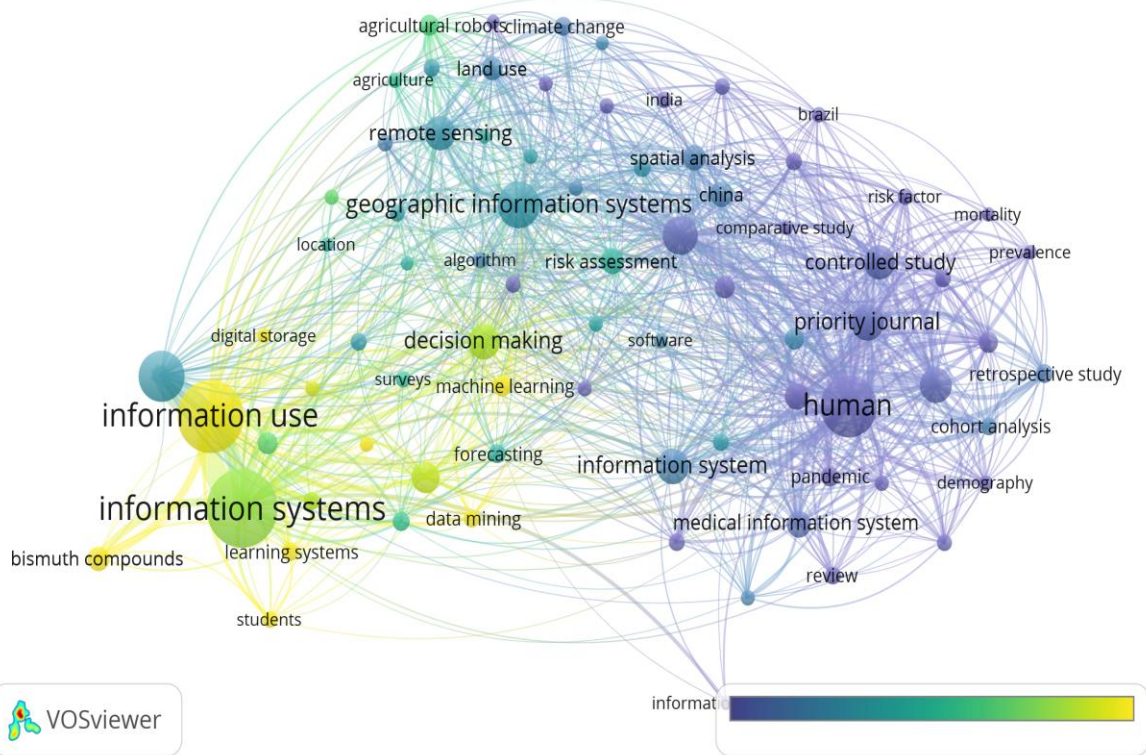 agricultural robots
climate change
land use
agriculture
india
brazil
remote sensing
spatial analysis
geographic information systems
china
risk factor
mortality
comparative study
location
prevalence
algorithm
risk assessment
controlled study
priority journal
digital storage
decision making
software
surveys
machine learning
retrospective study
information use
human
cohort analysis
forecasting
information system
pandemic
demography
information systems
data mining
medical information system
learning systems
bismuth compounds
review
students
VOSviewer